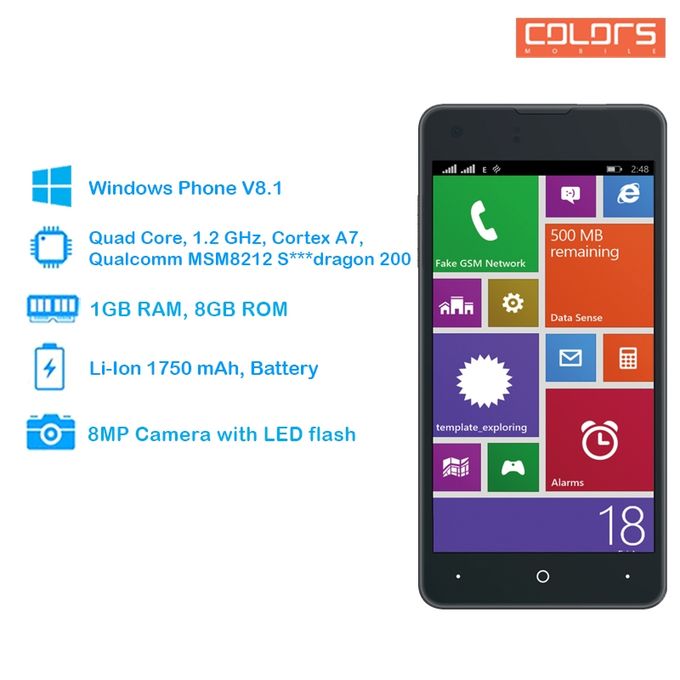 COLORS
MOBILE
Windows Phone V8.1
Quad Core, 1.2 GHz, Cortex A7,
Qualcomm MSM8212 S***dragon 200
1GB RAM, 8GB ROM
Li-Ion 1750 mAh, Battery
8MP Camera with LED flash
E 2:48
Fake GSM Network
500 MB
remaining
Data Sense
template_exploring
Alarms
18